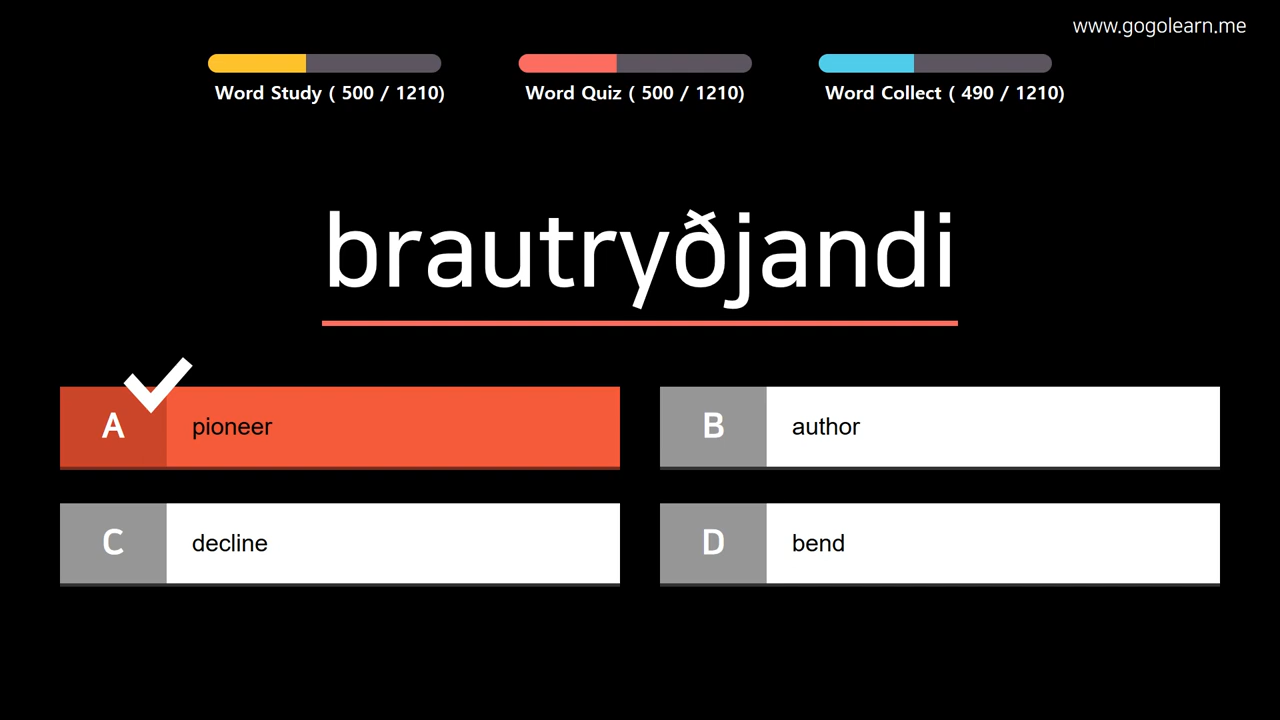 www.gogolearn.me
Word Study ( 500 / 1210)
Word Quiz ( 500 / 1210)
Word Collect ( 490 / 1210)
brautryðjandi
A pioneer
B author
C decline
D bend